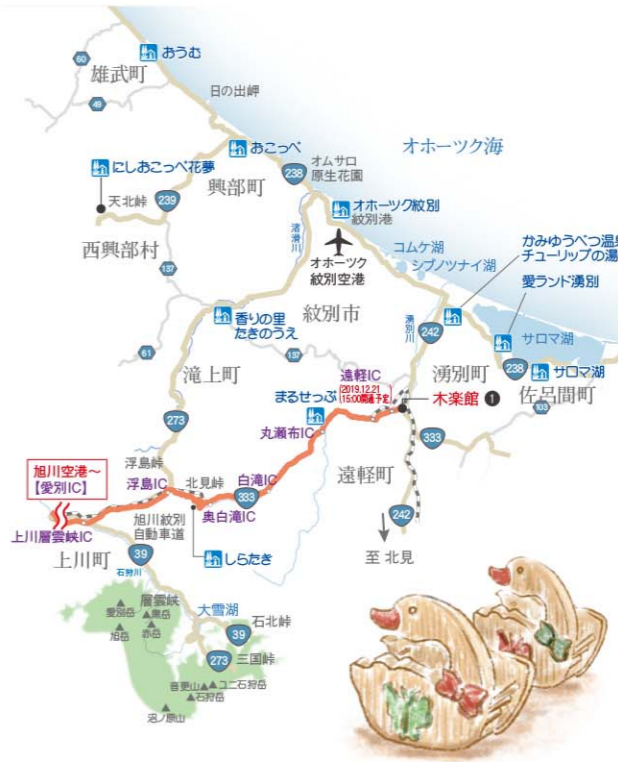 60
おうむ
雄武町
49
日の出岬
オホーツク海
おこっぺ
にしおこっぺ花夢
238
オムサロ
原生花園
興部町
天北峠
239
オホーツク紋別
紋別港
渚滑川
西興部村
オホーツク
紋別空港
コムケ湖
シブノツナイ湖
かみゆうべつ温泉
チューリップの湯
愛ランド湧別
137
香りの里
たきのうえ
紋別市
湧別川
242
サロマ湖
238
サロマ湖
61
137
遠軽IC
湧別町
佐呂間町
滝上町
まるせっぷ
2019.12.21
15:00開通予定
木楽館 1
103
273
丸瀬布IC
333
浮島峠
遠軽町
旭川空港～
【愛別IC】
浮島IC
北見峠
白滝IC
333
奥白滝IC
242
上川層雲峡IC
旭川紋別
自動車道
しらたき
至 北見
上川町
39
石狩川
層雲峡
大雪湖
愛別岳
黒岳
石北峠
旭岳
赤岳
39
273
三国峠
音更山
ユニ石狩岳
石狩岳
沼ノ原山